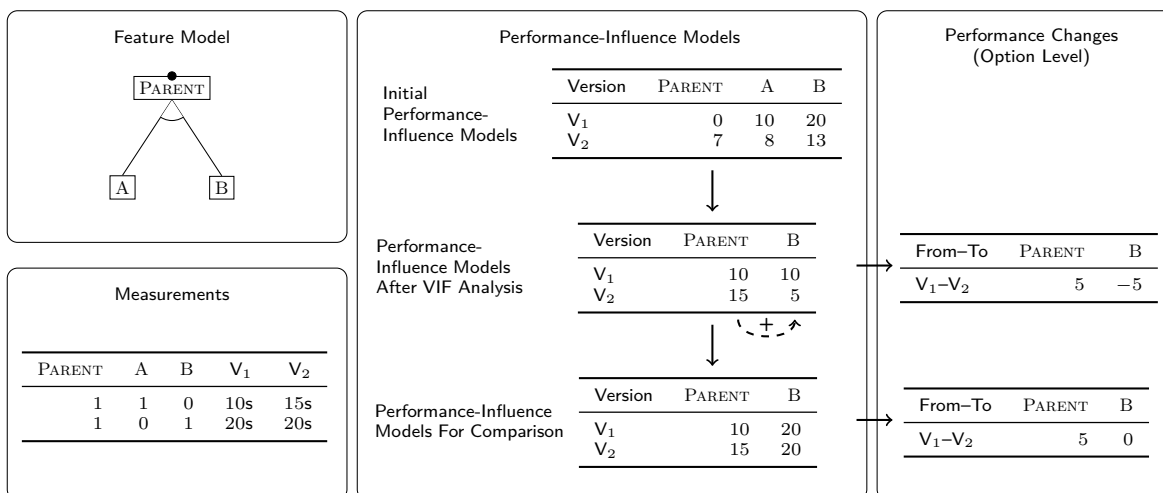 Feature Model
PARENT
A B
Measurements
PARENT A B V1 V2
1 1 0 10s 15s
1 0 1 20s 20s
Performance-Influence Models
Initial
Performance-
Influence Models
Version PARENT A B
V1 0 10 20
V2 7 8 13
Performance-
Influence Models
After VIF Analysis
Version PARENT B
V1 10 10
V2 15 5
+
Performance-Influence
Models For Comparison
Version PARENT B
V1 10 20
V2 15 20
Performance Changes
(Option Level)
From–To PARENT B
V1–V2 5 −5
From–To PARENT B
V1–V2 5 0